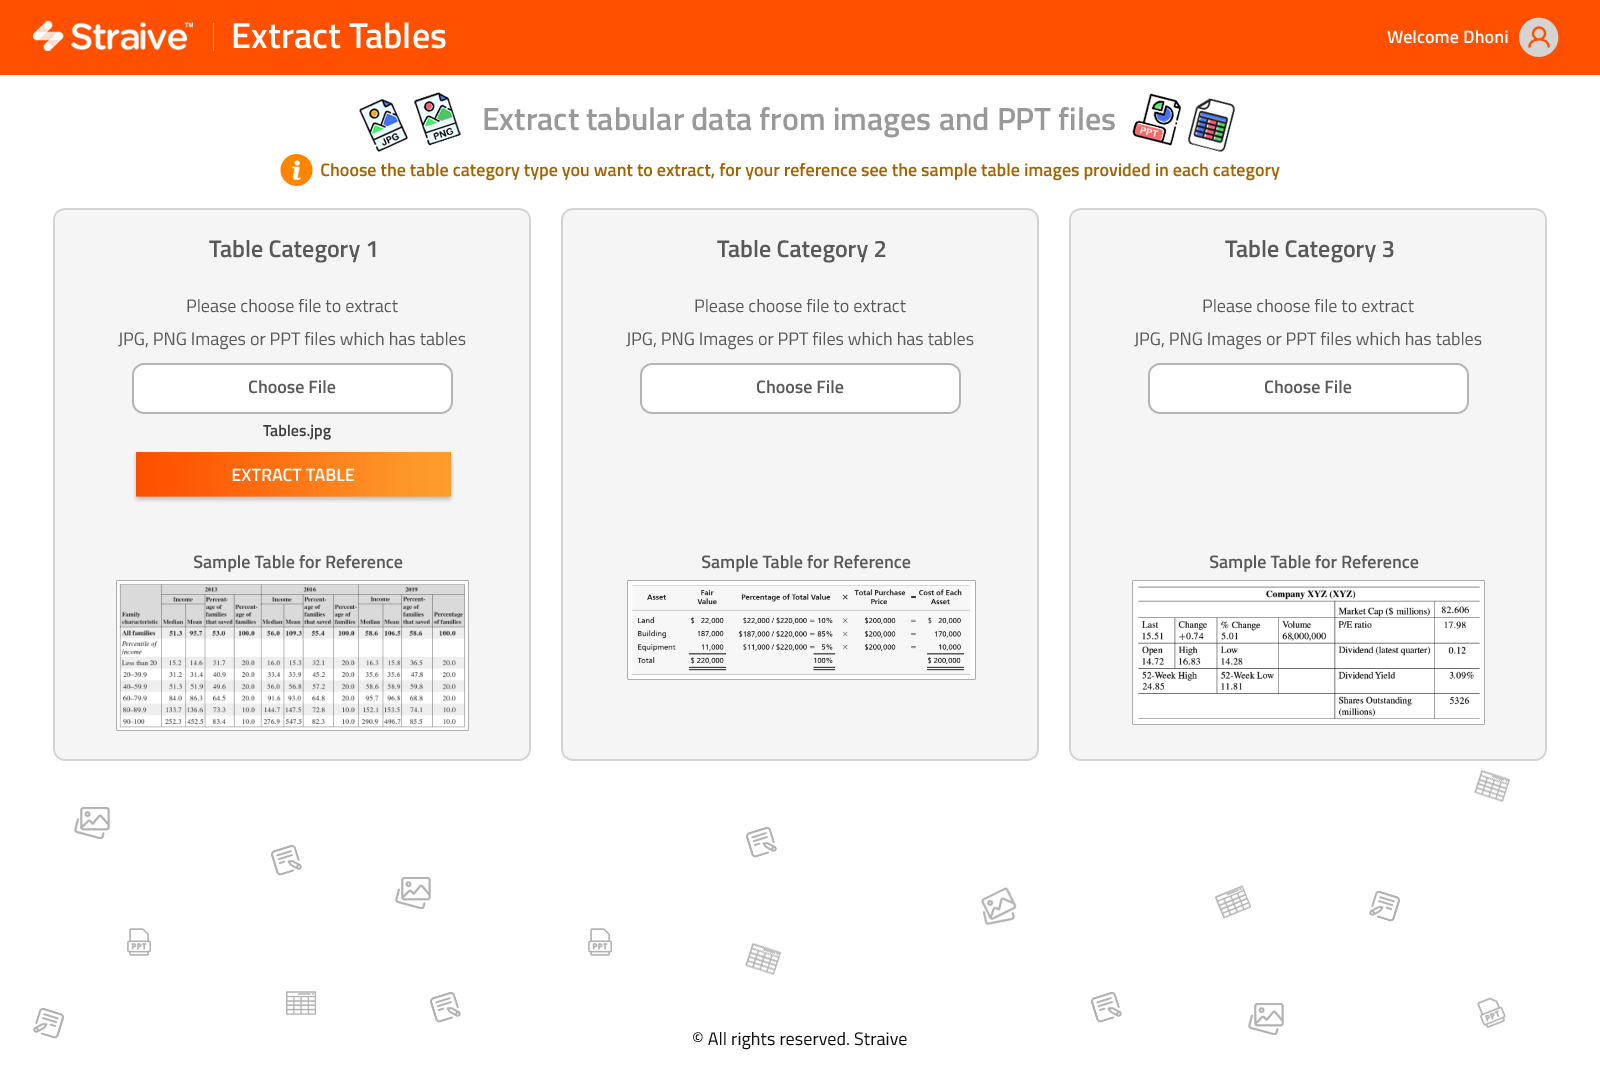 Straive™ Extract Tables
Welcome Dhoni
JPG
PNG
Extract tabular data from images and PPT files
PPT
i Choose the table category type you want to extract, for your reference see the sample table images provided in each category
Table Category 1
Please choose file to extract
JPG, PNG Images or PPT files which has tables
Choose File
Tables.jpg
EXTRACT TABLE
Sample Table for Reference
2013 2016 2019
Income Percent- Income Percent- Income Percent-
age of age of age of
Family families Percent- families Percent- families
age of age of Percentage
characteristic Median Mean that saved families Median Mean that saved families Median Mean that saved of families
All families 51.3 95.7 53.0 100.0 56.0 109.3 55.4 100.0 58.6 106.5 58.6 100.0
Percentile of
income
Less than 20 15.2 14.6 31.7 20.0 16.0 15.3 32.1 20.0 16.3 15.8 36.5 20.0
20–39.9 31.2 31.4 40.9 20.0 33.4 33.9 45.2 20.0 35.6 35.6 47.8 20.0
40–59.9 51.3 51.9 49.6 20.0 56.0 56.8 57.2 20.0 58.6 58.9 59.8 20.0
60–79.9 84.0 86.3 64.5 20.0 91.6 93.0 64.8 20.0 95.7 96.8 68.8 20.0
80–89.9 133.7 136.6 73.3 10.0 144.7 147.5 72.8 10.0 152.1 153.5 74.1 10.0
90–100 252.3 452.5 83.4 10.0 276.9 547.5 82.3 10.0 290.9 496.7 85.5 10.0
Table Category 2
Please choose file to extract
JPG, PNG Images or PPT files which has tables
Choose File
Sample Table for Reference
Asset Fair Value Percentage of Total Value × Total Purchase Price = Cost of Each Asset
Land $ 22,000 $22,000 / $220,000 = 10% × $200,000 = $ 20,000
Building 187,000 $187,000 / $220,000 = 85% × $200,000 = 170,000
Equipment 11,000 $11,000 / $220,000 = 5% × $200,000 = 10,000
Total $ 220,000 100% $ 200,000
Table Category 3
Please choose file to extract
JPG, PNG Images or PPT files which has tables
Choose File
Sample Table for Reference
Company XYZ (XYZ)
Market Cap ($ millions) 82.606
Last Change % Change Volume P/E ratio 17.98
15.51 +0.74 5.01 68,000,000
Open High Low Dividend (latest quarter) 0.12
14.72 16.83 14.28
52-Week High 52-Week Low Dividend Yield 3.09%
24.85 11.81
Shares Outstanding 5326
(millions)
PPT
PPT
PPT
© All rights reserved. Straive